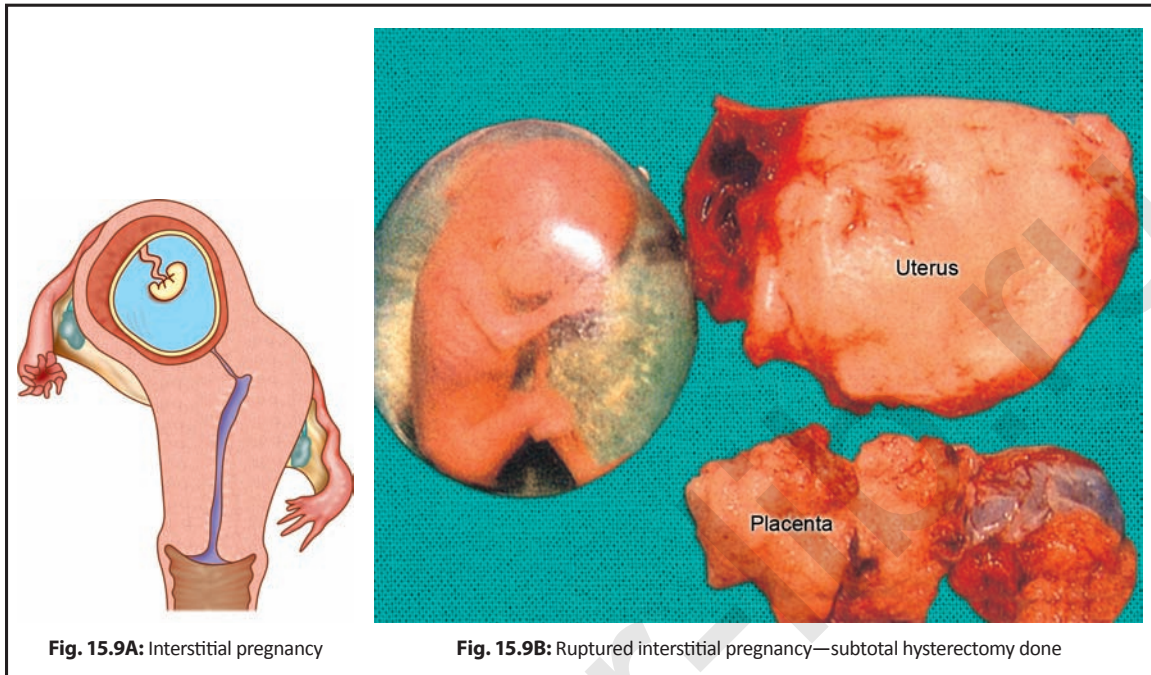 Uterus
Placenta
Fig. 15.9A: Interstitial pregnancy
Fig. 15.9B: Ruptured interstitial pregnancy—subtotal hysterectomy done